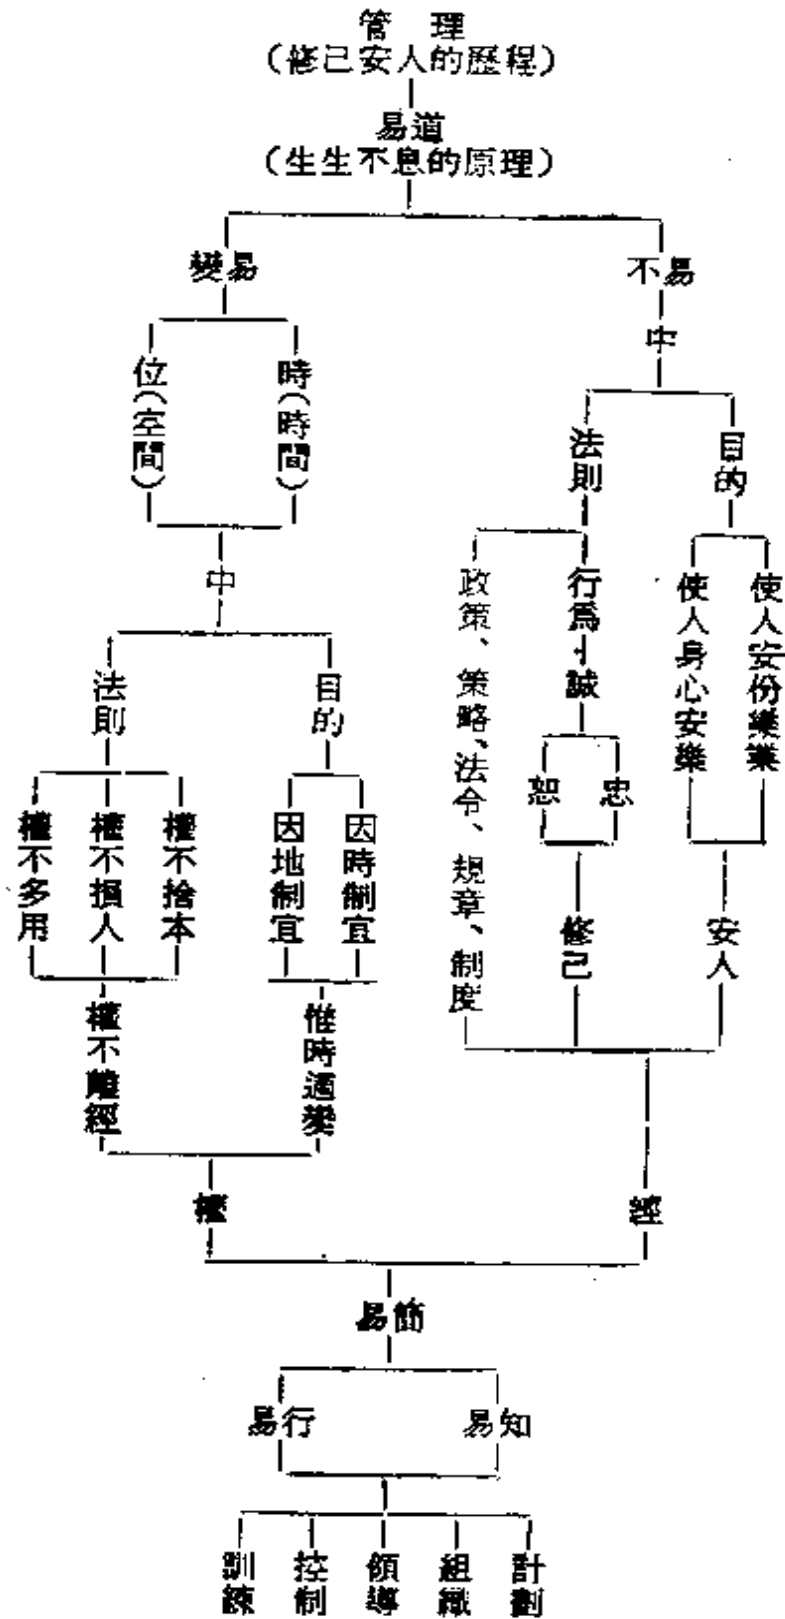 管理
(修己安人的歷程)
易道
(生生不息的原理)
不易
變易
中
目的
法則
時(時間)
位(空間)
使人安份樂業
使人身心安樂
行爲·誠
政策、策略、法令、規章、制度
忠
恕
安人
修己
中
目的
法則
因時制宜
因地制宜
權不捨本
權不損人
權不多用
惟時適變
權不離經
經
權
易簡
易知
易行
計劃
組織
領導
控制
訓練